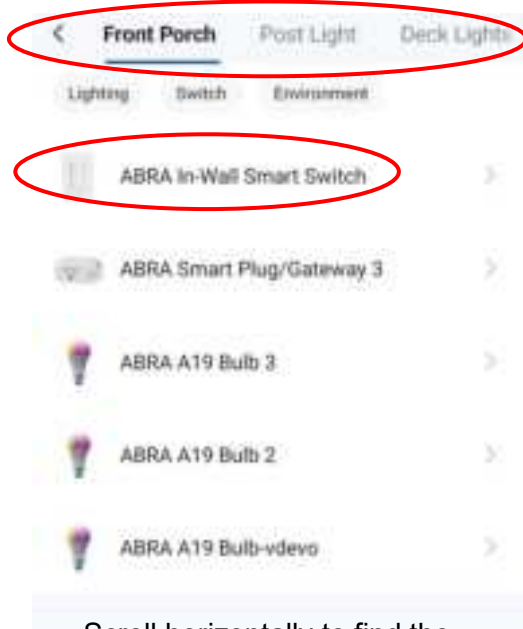 Front Porch Post Light Deck Lights
Lighting Switch Environment
ABRA In-Wall Smart Switch
ABRA Smart Plug/Gateway 3
ABRA A19 Bulb 3
ABRA A19 Bulb 2
ABRA A19 Bulb-vdevo
Scroll horizontally to find the